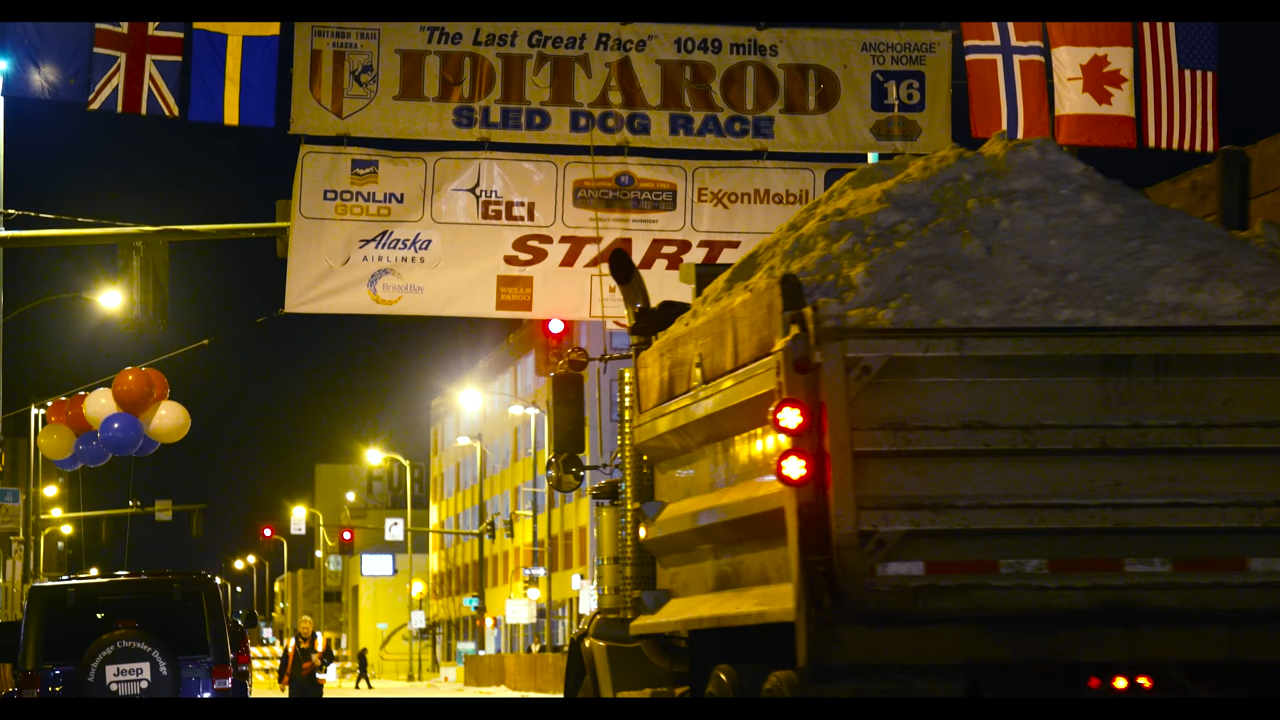 IDITAROD TRAIL
ALASKA
"The Last Great Race" 1049 miles
IDITAROD
SLED DOG RACE
ANCHORAGE
TO NOME
'16
DONLIN
GOLD
GCI
ANCHORAGE
ExxonMobil
Alaska
AIRLINES
START
BristolBay
WELLS
FARGO
Anchorage Chrysler Dodge
Jeep